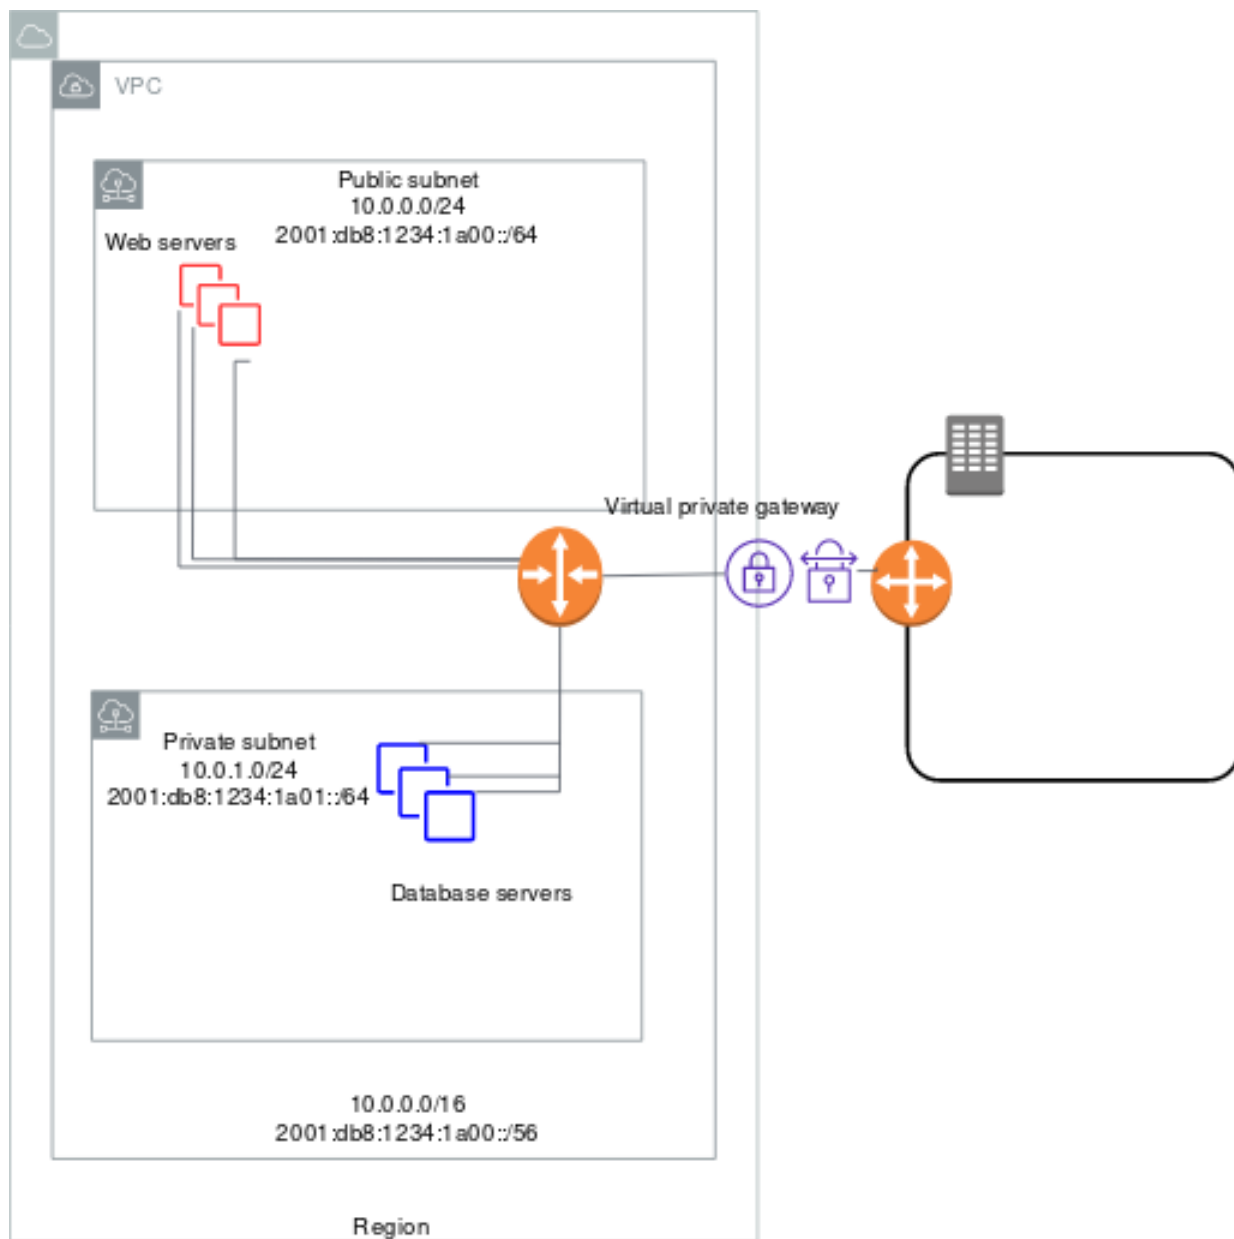 VPC
Public subnet
10.0.0.0/24
2001:db8:1234:1a00::/64
Web servers
Virtual private gateway
Private subnet
10.0.1.0/24
2001:db8:1234:1a01::/64
Database servers
10.0.0.0/16
2001:db8:1234:1a00::/56
Region